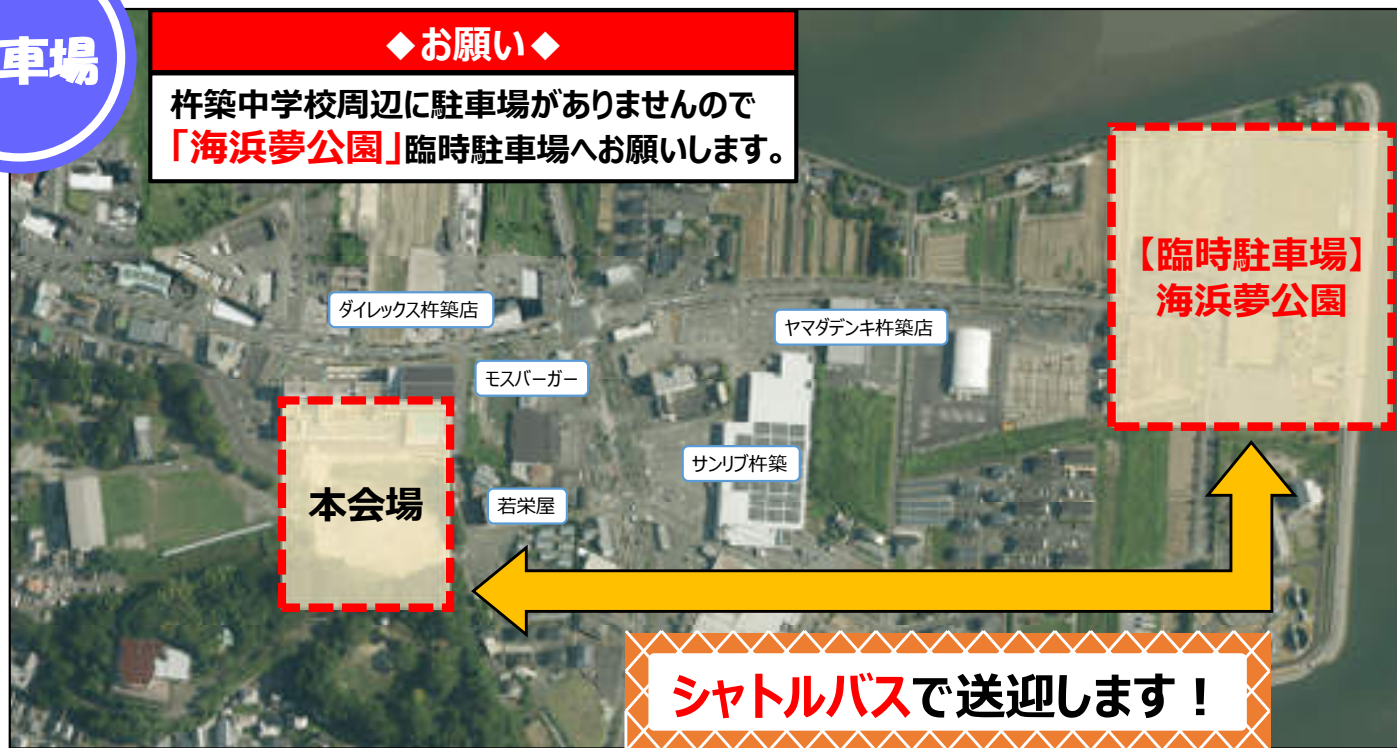 車場
◆お願い◆
杵築中学校周辺に駐車場がありませんので
「海浜夢公園」臨時駐車場へお願いします。
【臨時駐車場】
海浜夢公園
ダイレックス杵築店
ヤマダデンキ杵築店
モスバーガー
サンリブ杵築
本会場
若栄屋
シャトルバスで送迎します！